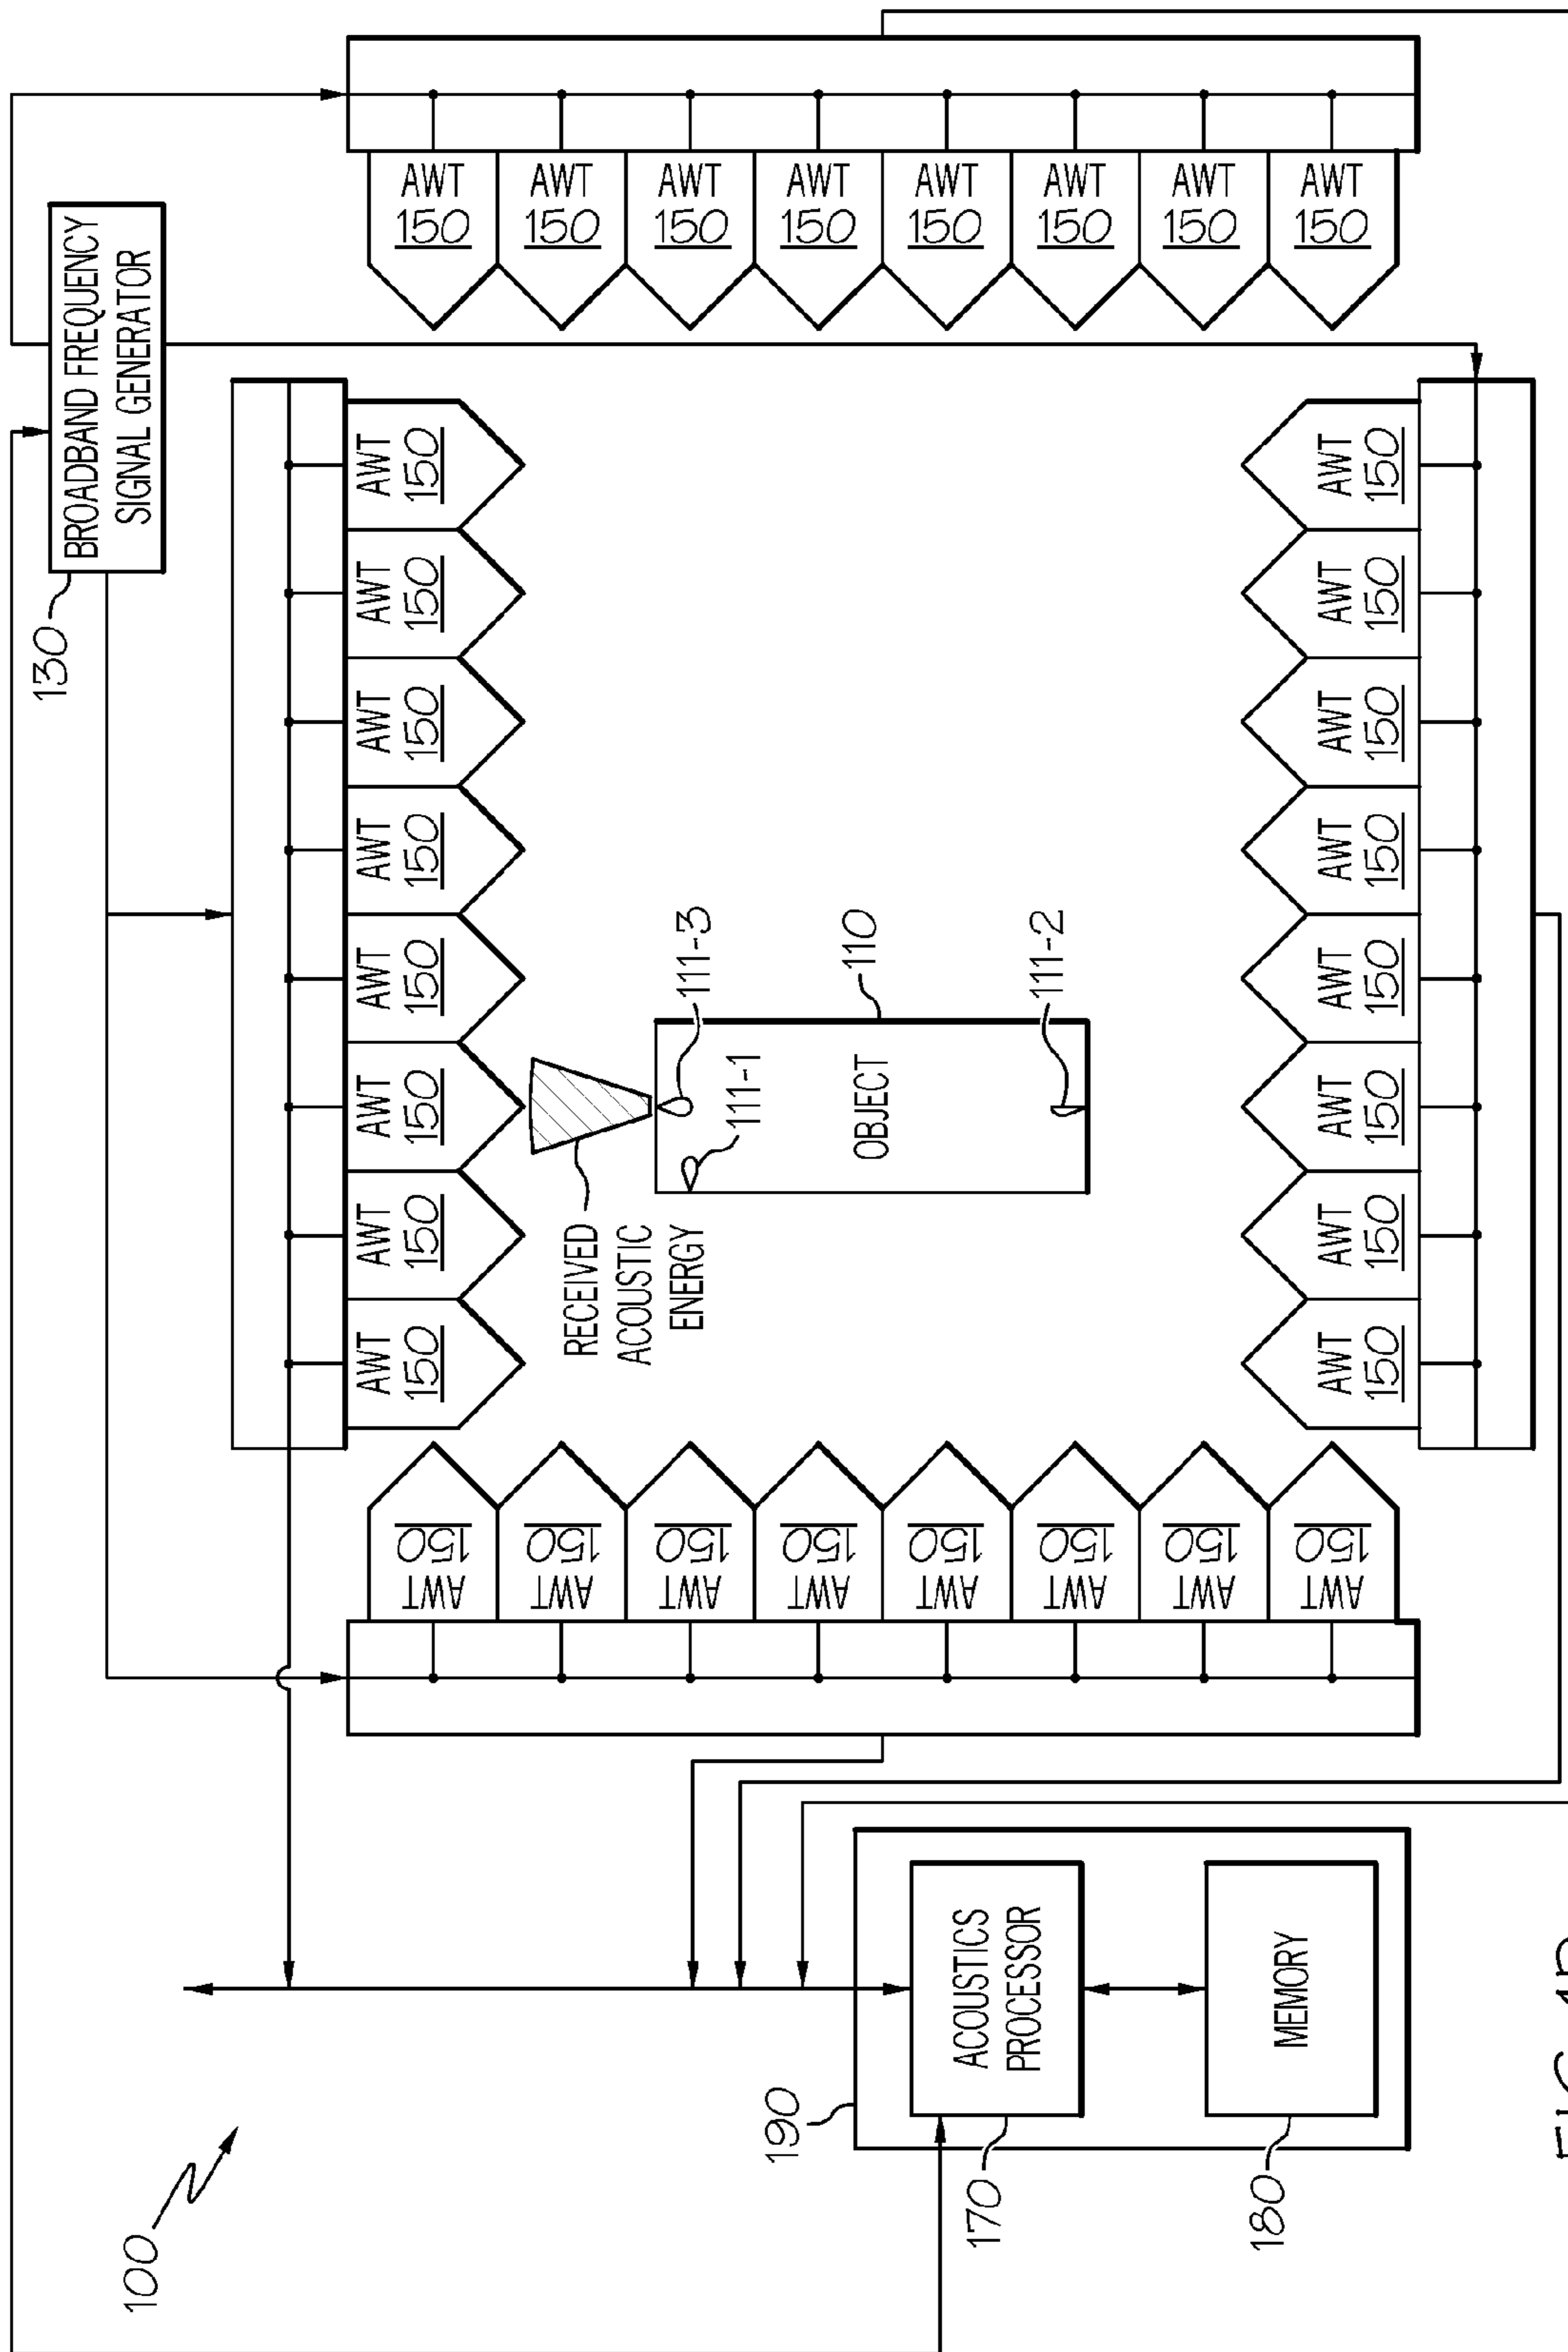 130
BROADBAND FREQUENCY
SIGNAL GENERATOR
100
AWT AWT AWT AWT AWT AWT AWT AWT
150 150 150 150 150 150 150 150
AWT
150
AWT
150
AWT
150
AWT
150
AWT
150
AWT
150
AWT
150
AWT
150
RECEIVED
ACOUSTIC
ENERGY
111-3
111-1
OBJECT
110
111-2
AWT
150
AWT
150
AWT
150
AWT
150
AWT
150
AWT
150
AWT
150
AWT
150
190
ACOUSTICS
PROCESSOR
170
MEMORY
180
AWT AWT AWT AWT AWT AWT AWT AWT
150 150 150 150 150 150 150 150